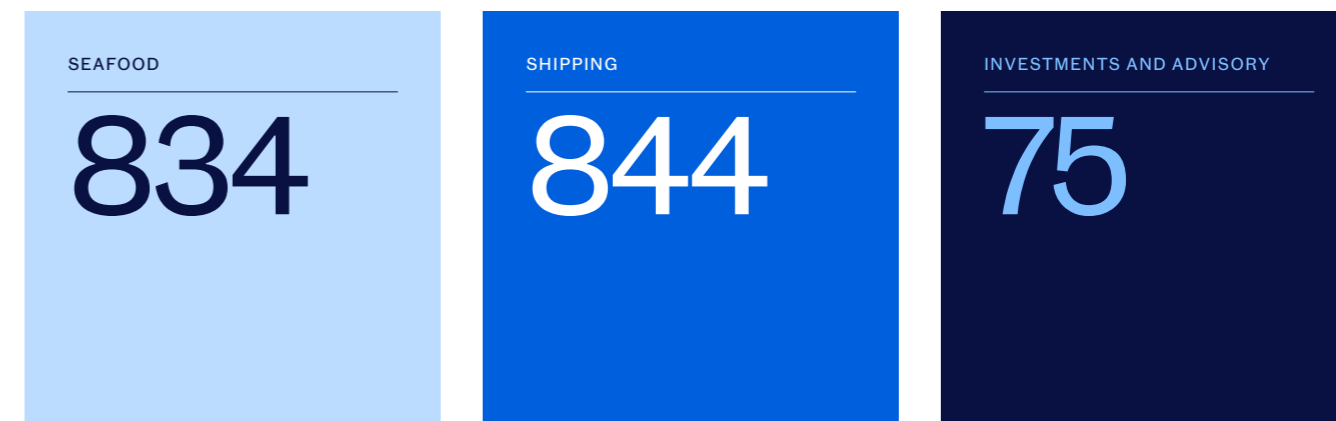 SEAFOOD
834
SHIPPING
844
INVESTMENTS AND ADVISORY
75